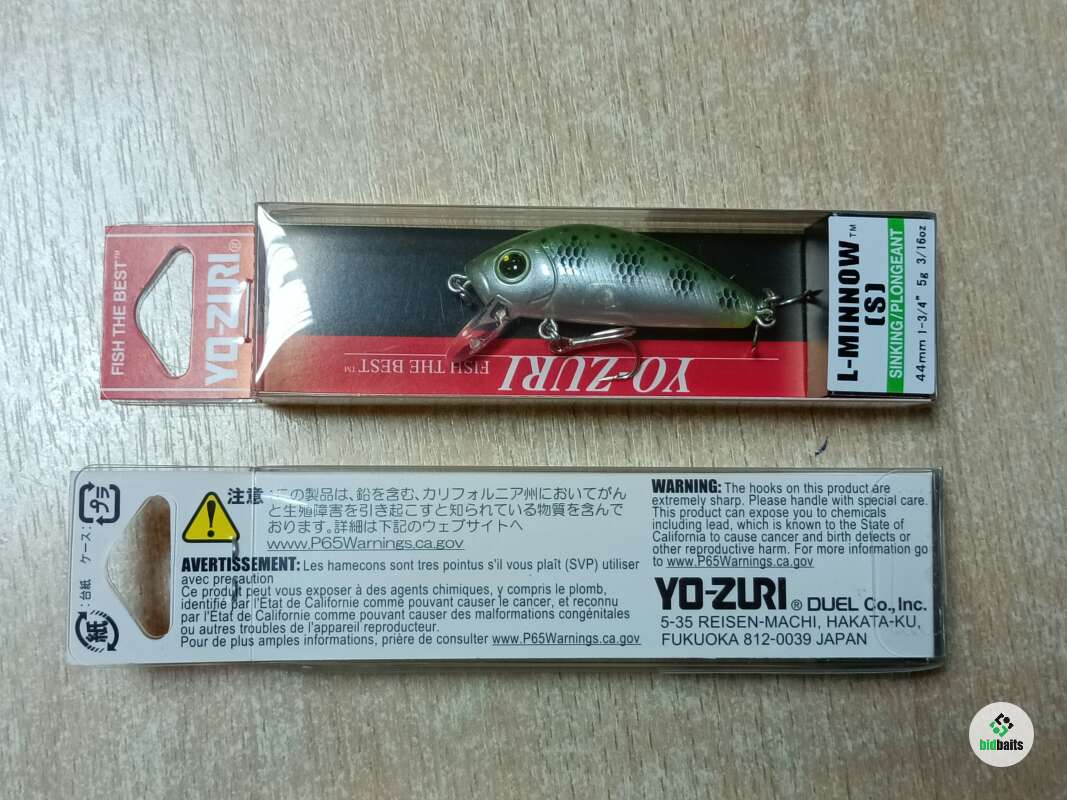 FISH THE BEST™
YO-ZURI®
YO-ZURI
FISH THE BEST™
L-MINNOW™
(S)
SINKING/PLONGEANT
44mm 1-3/4" 5g 3/16oz
プラ
ケース:
台紙:
紙
注意:この製品は、鉛を含む、カリフォルニア州においてがん
と生殖障害を引き起こすと知られている物質を含んで
おります。詳細は下記のウェブサイトへ
www.P65Warnings.ca.gov
AVERTISSEMENT: Les hamecons sont tres pointus s'il vous plaît (SVP) utiliser
avec precaution
Ce produit peut vous exposer à des agents chimiques, y compris le plomb,
identifié par l'État de Californie comme pouvant causer le cancer, et reconnu
par l'État de Californie comme pouvant causer des malformations congénitales
ou autres troubles de l'appareil reproducteur.
Pour de plus amples informations, prière de consulter www.P65Warnings.ca.gov
WARNING: The hooks on this product are
extremely sharp. Please handle with special care.
This product can expose you to chemicals
including lead, which is known to the State of
California to cause cancer and birth defects or
other reproductive harm. For more information go
to www.P65Warnings.ca.gov
YO-ZURI® DUEL Co., Inc.
5-35 REISEN-MACHI, HAKATA-KU,
FUKUOKA 812-0039 JAPAN
bidbaits